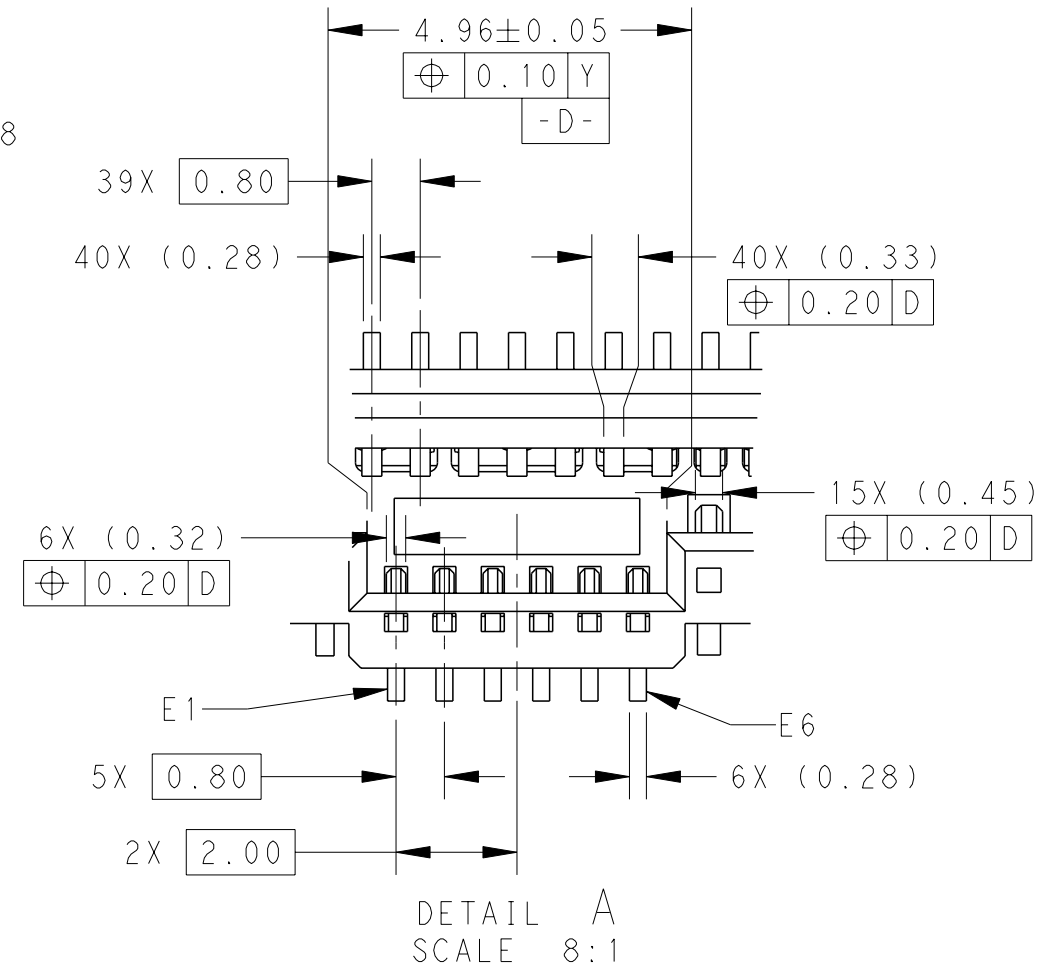 4.96±0.05
⌖ 0.10 Y
-D-
8
39X 0.80
40X (0.28)
40X (0.33)
⌖ 0.20 D
15X (0.45)
⌖ 0.20 D
6X (0.32)
⌖ 0.20 D
E1
E6
5X 0.80
6X (0.28)
2X 2.00
DETAIL A
SCALE 8:1